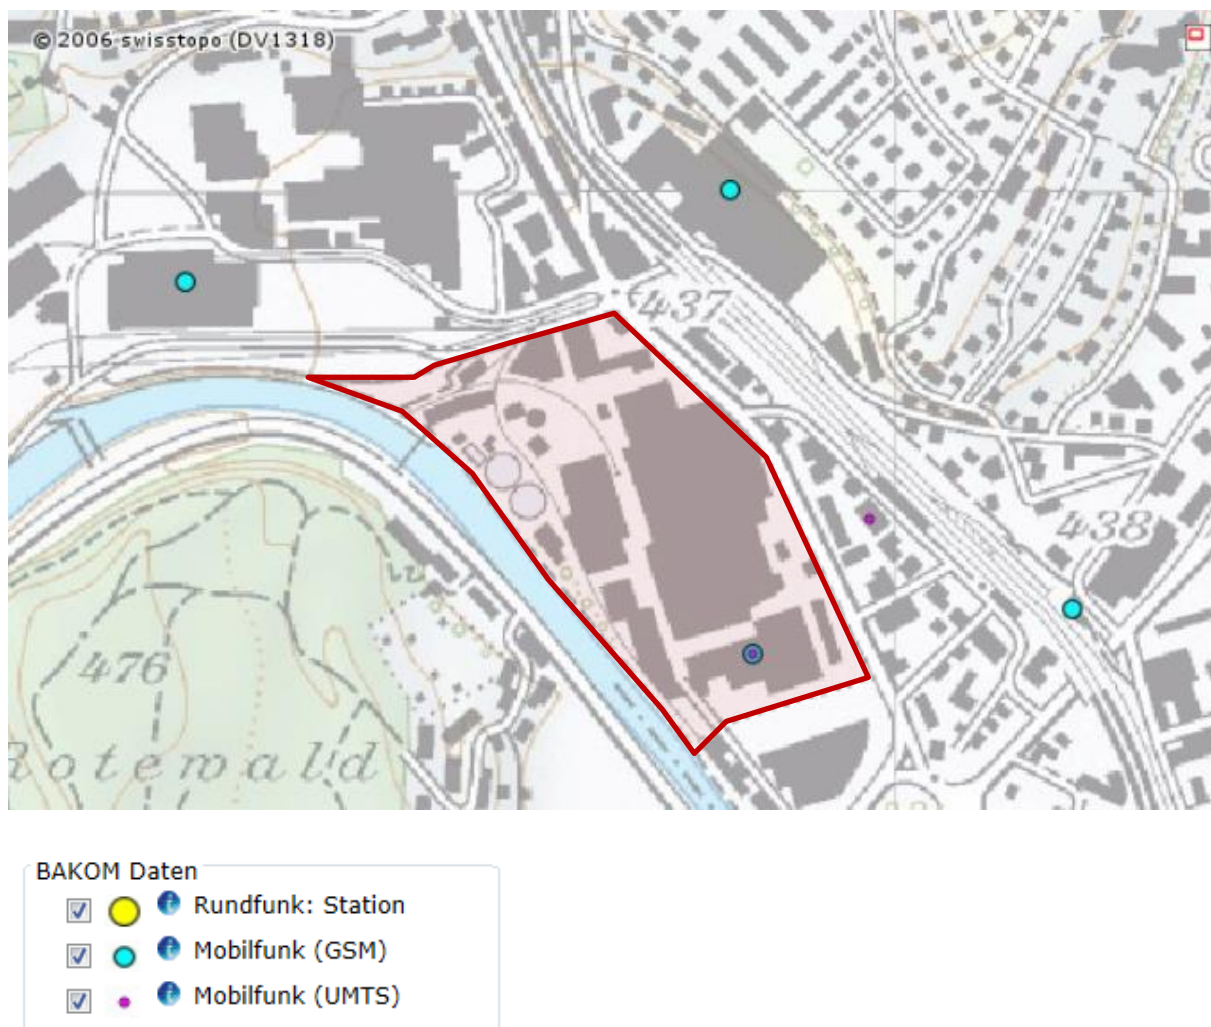 © 2006 swisstopo (DV1318)
437
438
476
Rotewald
BAKOM Daten
Rundfunk: Station
Mobilfunk (GSM)
Mobilfunk (UMTS)